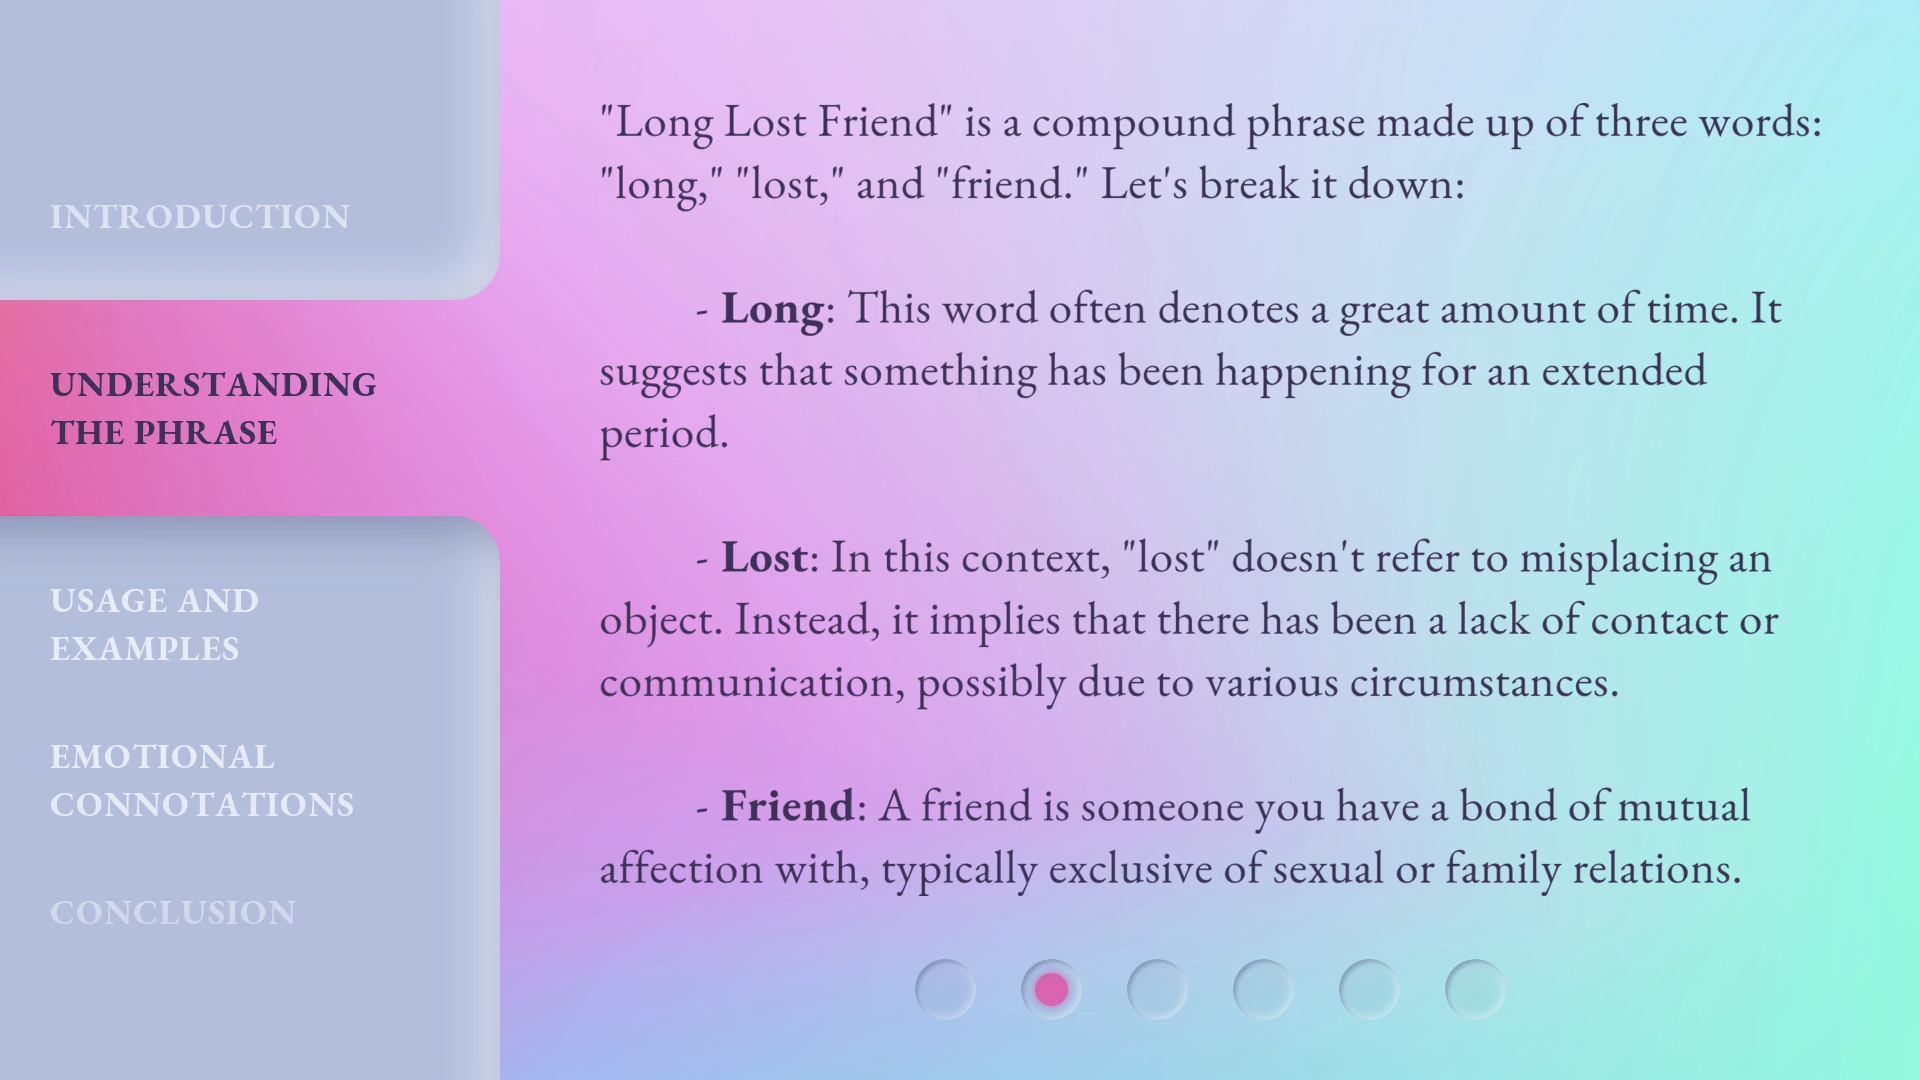 INTRODUCTION
UNDERSTANDING
THE PHRASE
USAGE AND
EXAMPLES
EMOTIONAL
CONNOTATIONS
CONCLUSION
"Long Lost Friend" is a compound phrase made up of three words:
"long," "lost," and "friend." Let's break it down:
- Long: This word often denotes a great amount of time. It
suggests that something has been happening for an extended
period.
- Lost: In this context, "lost" doesn't refer to misplacing an
object. Instead, it implies that there has been a lack of contact or
communication, possibly due to various circumstances.
- Friend: A friend is someone you have a bond of mutual
affection with, typically exclusive of sexual or family relations.